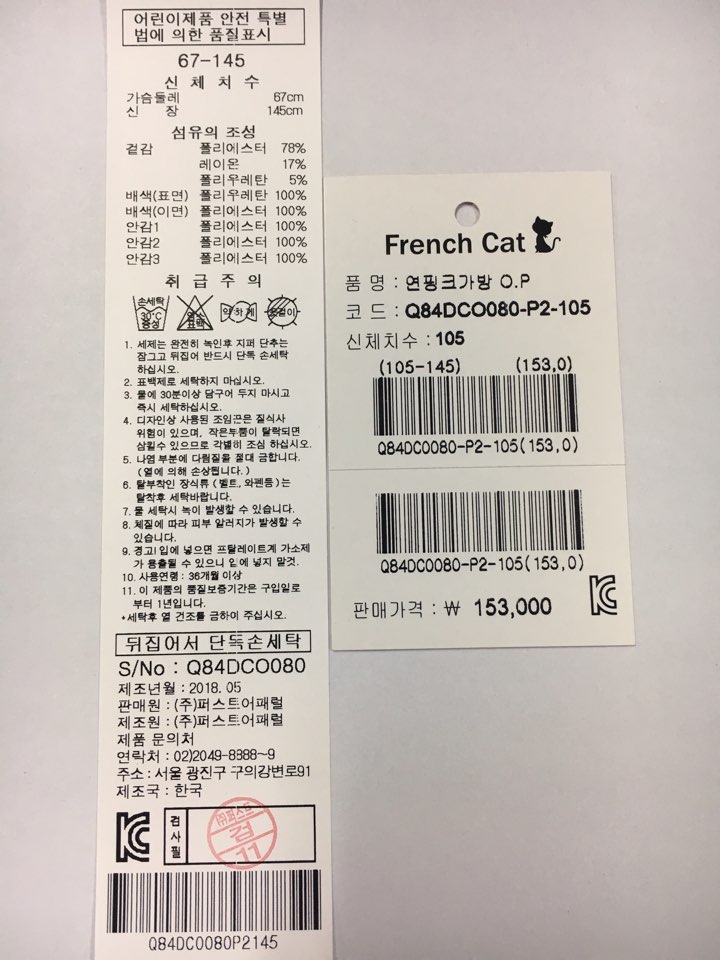 어린이제품 안전 특별
법에 의한 품질표시
67-145
신 체 치 수
가슴둘레 67cm
신 장 145cm
섬유의 조성
겉감 폴리에스터 78%
레이온 17%
폴리우레탄 5%
배색(표면) 폴리우레탄 100%
배색(이면) 폴리에스터 100%
안감1 폴리에스터 100%
안감2 폴리에스터 100%
안감3 폴리에스터 100%
취 급 주 의
손세탁 30℃ 중성
염소 표백
약하게
옷걸이
1. 세제는 완전히 녹인후 지퍼 단추는
잠그고 뒤집어 반드시 단독 손세탁
하십시오.
2. 표백제로 세탁하지 마십시오.
3. 물에 30분이상 담구어 두지 마시고
즉시 세탁하십시오.
4. 디자인상 사용된 조임끈은 질식사
위험이 있으며, 작은부품이 탈락되면
삼킬수 있으므로 각별히 조심 하십시오.
5. 나염 부분에 다림질을 절대 금합니다.
(열에 의해 손상됩니다.)
6. 탈부착인 장식류(벨트,와펜등)는
탈착후 세탁바랍니다.
7. 물 세탁시 녹이 발생할 수 있습니다.
8. 체질에 따라 피부 알러지가 발생할 수
있습니다.
9. 경고! 입에 넣으면 프탈레이트계 가소제
가 용출될 수 있으니 입에 넣지 말것.
10. 사용연령 : 36개월 이상
11. 이 제품의 품질보증기간은 구입일로
부터 1년입니다.
*세탁후 열 건조를 금하여 주십시오.
뒤집어서 단독손세탁
S/No : Q84DCO080
제조년월 : 2018.05
판매원 : (주)퍼스트어패럴
제조원 : (주)퍼스트어패럴
제품 문의처
연락처 : 02)2049-8888~9
주소 : 서울 광진구 구의강변로91
제조국 : 한국
KC 검사필 ㈜퍼스트 검 11
Q84DC0080P2145
French Cat
품 명 : 연핑크가방 O.P
코 드 : Q84DCO080-P2-105
신체치수 : 105
(105-145) (153,0)
Q84DC0080-P2-105(153,0)
Q84DC0080-P2-105(153,0)
판매가격 : ₩ 153,000 KC